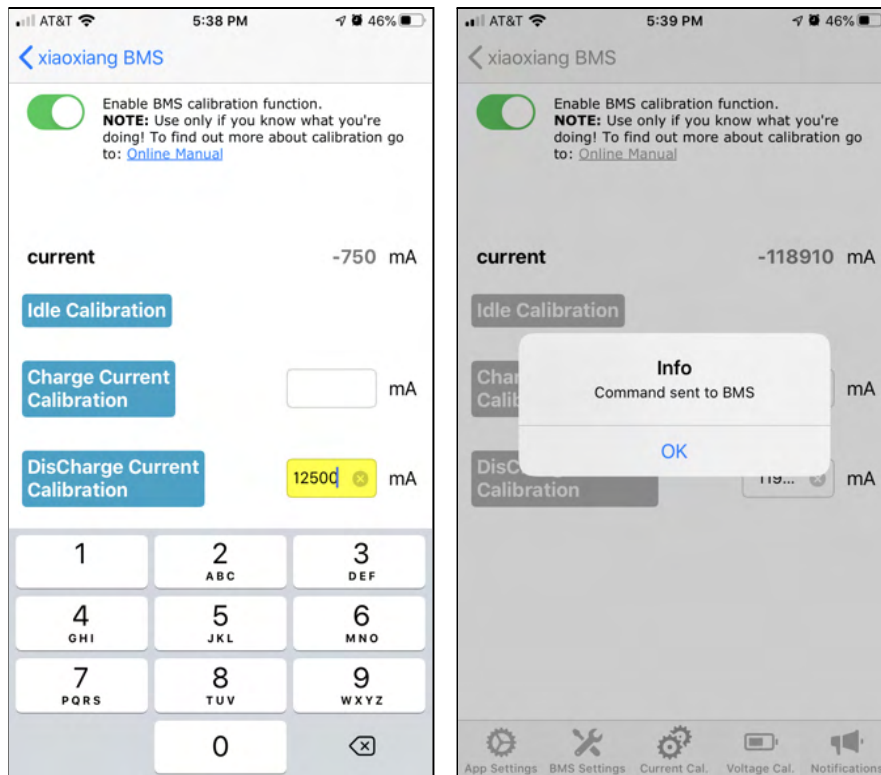 AT&T 5:38 PM 46%
xiaoxiang BMS
Enable BMS calibration function.
NOTE: Use only if you know what you're
doing! To find out more about calibration go
to: Online Manual
current -750 mA
Idle Calibration
Charge Current
Calibration
mA
DisCharge Current
Calibration
12500 mA
1 2 3
ABC DEF
4 5 6
GHI JKL MNO
7 8 9
PQRS TUV WXYZ
0
AT&T 5:39 PM 46%
xiaoxiang BMS
Enable BMS calibration function.
NOTE: Use only if you know what you're
doing! To find out more about calibration go
to: Online Manual
current -118910 mA
Idle Calibration
Char
Calib
mA
Info
Command sent to BMS
OK
DisC
Calibration
119... mA
App Settings BMS Settings Current Cal. Voltage Cal. Notifications